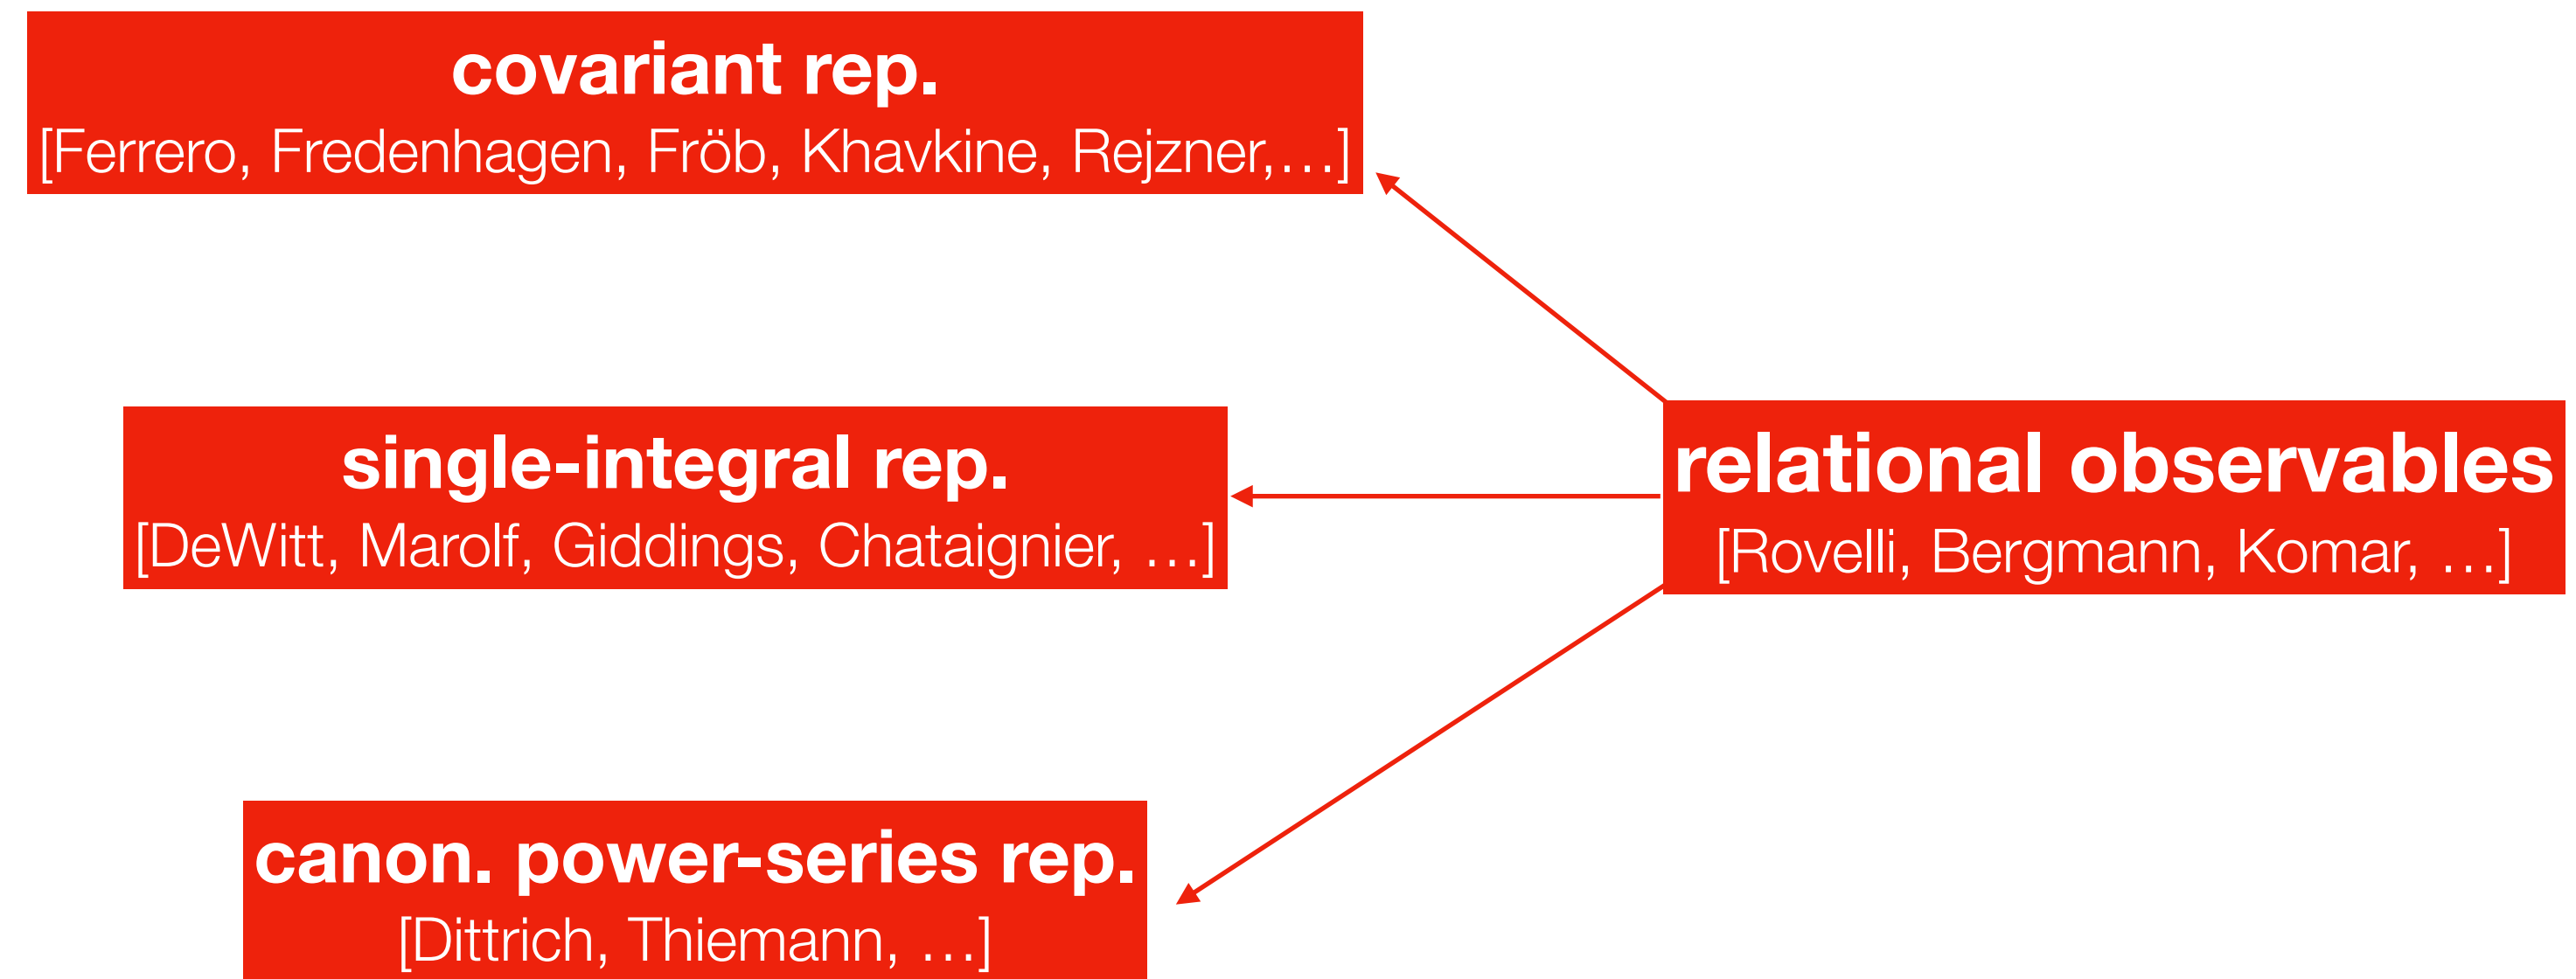 covariant rep.
[Ferrero, Fredenhagen, Fröb, Khavkine, Rejzner,…]
single-integral rep.
[DeWitt, Marolf, Giddings, Chataignier, …]
relational observables
[Rovelli, Bergmann, Komar, …]
canon. power-series rep.
[Dittrich, Thiemann, …]